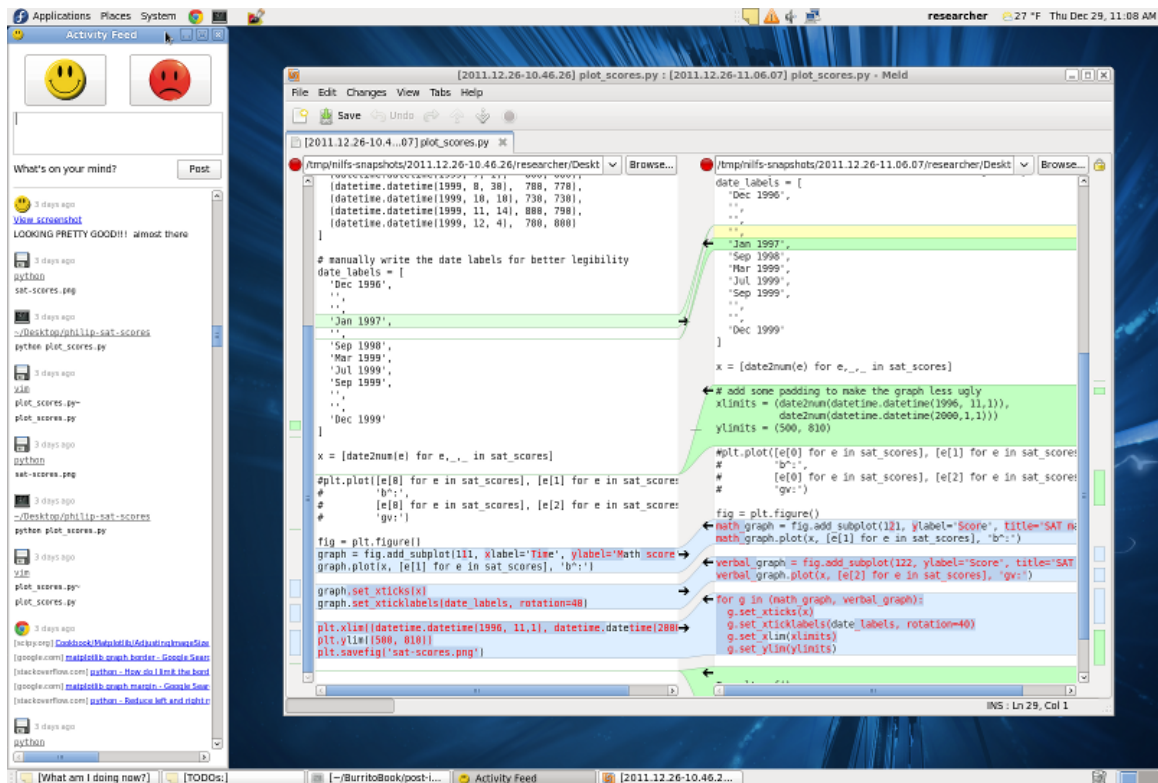 Applications Places System
researcher 27 °F Thu Dec 29, 11:08 AM
Activity Feed
What's on your mind?
Post
3 days ago
View screenshot
LOOKING PRETTY GOOD!!! almost there
3 days ago
python
sat-scores.png
3 days ago
~/Desktop/philip-sat-scores
python plot_scores.py
3 days ago
vim
plot_scores.py~
plot_scores.py
3 days ago
python
sat-scores.png
3 days ago
~/Desktop/philip-sat-scores
python plot_scores.py
3 days ago
vim
plot_scores.py~
plot_scores.py
3 days ago
[scipy.org] Cookbook/Matplotlib/AdjustingImageSize
[google.com] matplotlib graph border - Google Sear
[stackoverflow.com] python - How do I limit the bord
[google.com] matplotlib graph margin - Google Sear
[stackoverflow.com] python - Reduce left and right r
3 days ago
python
[2011.12.26-10.46.26] plot_scores.py : [2011.12.26-11.06.07] plot_scores.py - Meld
File Edit Changes View Tabs Help
Save Undo
[2011.12.26-10.4...07] plot_scores.py
/tmp/nilfs-snapshots/2011.12.26-10.46.26/researcher/Deskt Browse...
(datetime.datetime(1999, 8, 30), 780, 770),
(datetime.datetime(1999, 10, 10), 730, 730),
(datetime.datetime(1999, 11, 14), 800, 790),
(datetime.datetime(1999, 12, 4), 780, 800)
]
# manually write the date labels for better legibility
date_labels = [
'Dec 1996',
'',
'',
'Jan 1997',
'',
'Sep 1998',
'Mar 1999',
'Jul 1999',
'Sep 1999',
'',
'',
'Dec 1999'
]
x = [date2num(e) for e,_,_ in sat_scores]
#plt.plot([e[0] for e in sat_scores], [e[1] for e in sat_scores
# 'b^:',
# [e[0] for e in sat_scores], [e[2] for e in sat_scores
# 'gv:')
fig = plt.figure()
graph = fig.add_subplot(111, xlabel='Time', ylabel='Math score
graph.plot(x, [e[1] for e in sat_scores], 'b^:')
graph.set_xticks(x)
graph.set_xticklabels(date_labels, rotation=40)
plt.xlim((datetime.datetime(1996, 11,1), datetime.datetime(200
plt.ylim((500, 810))
plt.savefig('sat-scores.png')
/tmp/nilfs-snapshots/2011.12.26-11.06.07/researcher/Deskt Browse...
date_labels = [
'Dec 1996',
'',
'',
'',
'Jan 1997',
'Sep 1998',
'Mar 1999',
'Jul 1999',
'Sep 1999',
'',
'',
'Dec 1999'
]
x = [date2num(e) for e,_,_ in sat_scores]
# add some padding to make the graph less ugly
xlimits = (date2num(datetime.datetime(1996, 11,1)),
date2num(datetime.datetime(2000,1,1)))
ylimits = (500, 810)
#plt.plot([e[0] for e in sat_scores], [e[1] for e in sat_scores
# 'b^:',
# [e[0] for e in sat_scores], [e[2] for e in sat_scores
# 'gv:')
fig = plt.figure()
math_graph = fig.add_subplot(121, ylabel='Score', title='SAT ma
math_graph.plot(x, [e[1] for e in sat_scores], 'b^:')
verbal_graph = fig.add_subplot(122, ylabel='Score', title='SAT
verbal_graph.plot(x, [e[2] for e in sat_scores], 'gv:')
for g in (math_graph, verbal_graph):
g.set_xticks(x)
g.set_xticklabels(date_labels, rotation=40)
g.set_xlim(xlimits)
g.set_ylim(ylimits)
INS : Ln 29, Col 1
[What am I doing now?] [TODOs:] [~/BurritoBook/post-i... Activity Feed [2011.12.26-10.46.2...